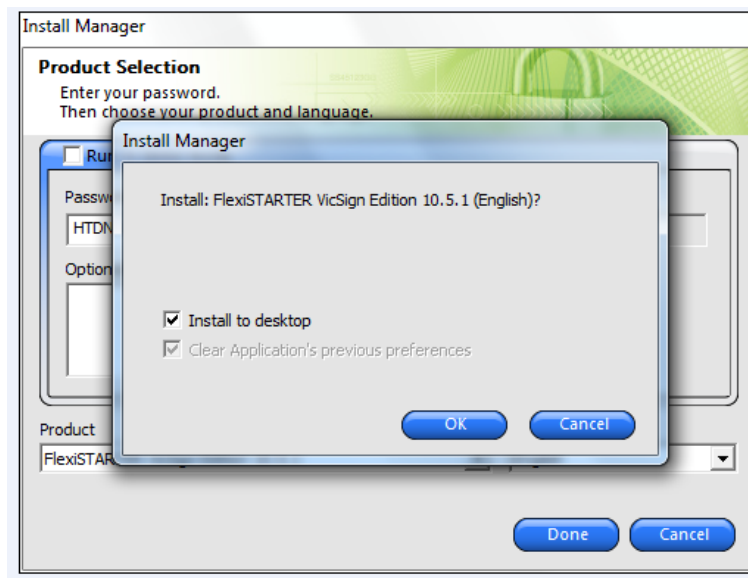 Install Manager
Product Selection
Enter your password.
Then choose your product and language.
Install Manager
Install: FlexiSTARTER VicSign Edition 10.5.1 (English)?
Install to desktop
Clear Application's previous preferences
OK Cancel
Product
Done Cancel